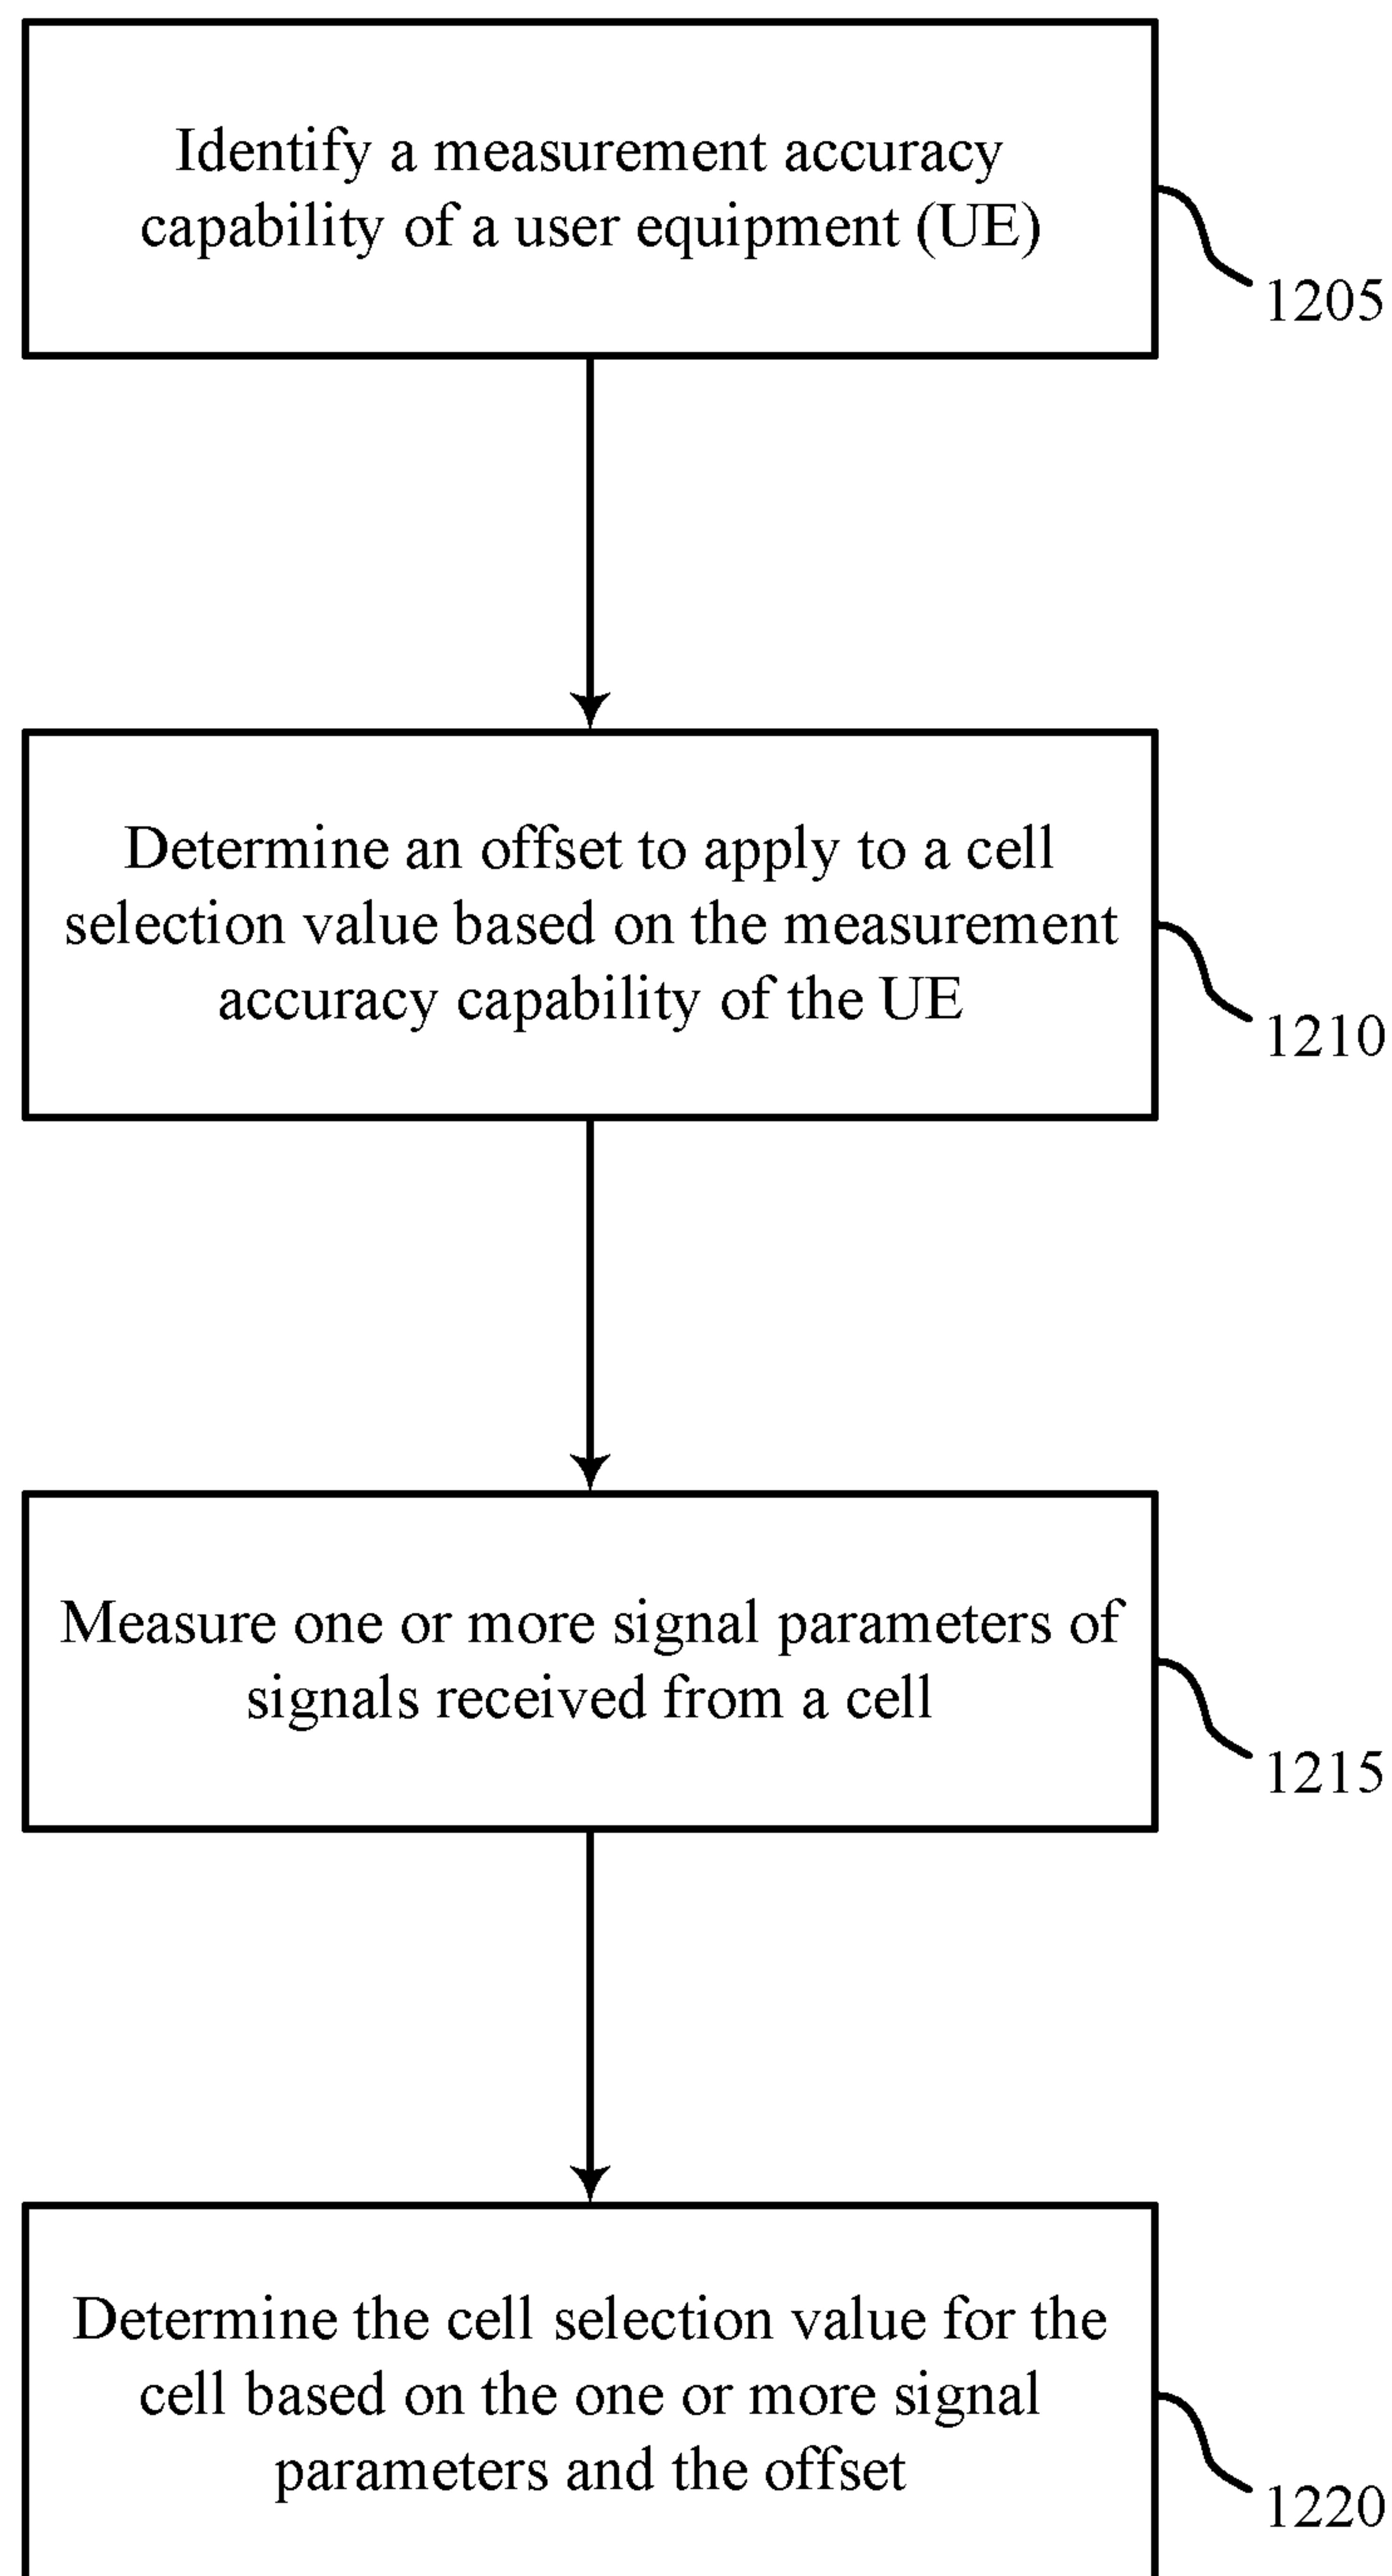 Identify a measurement accuracy
capability of a user equipment (UE)
1205
Determine an offset to apply to a cell
selection value based on the measurement
accuracy capability of the UE
1210
Measure one or more signal parameters of
signals received from a cell
1215
Determine the cell selection value for the
cell based on the one or more signal
parameters and the offset
1220